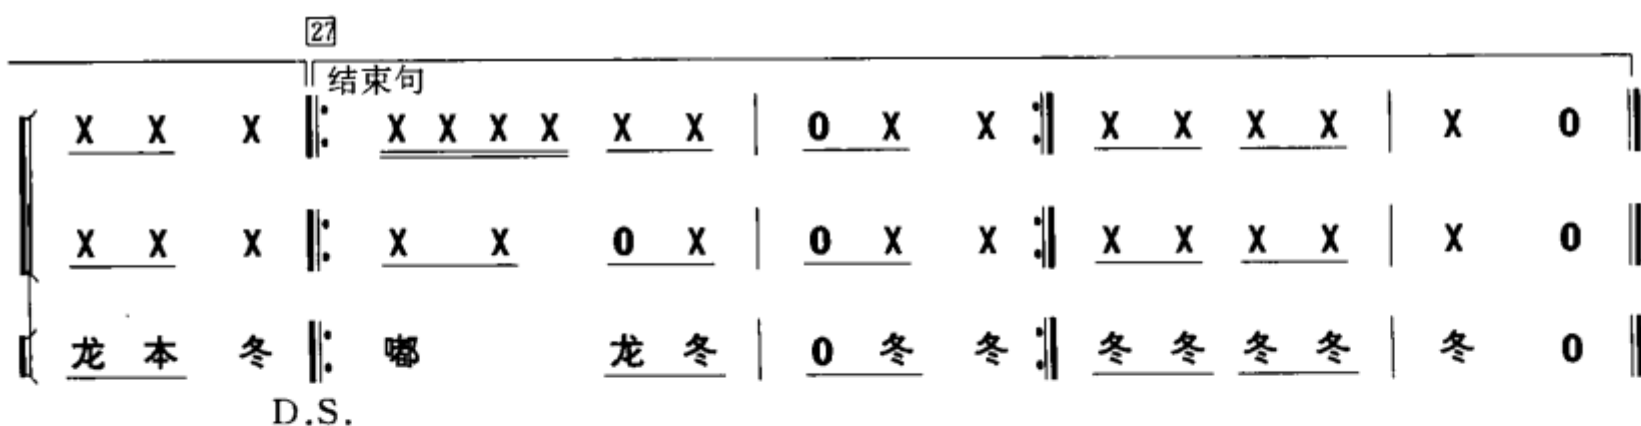 27
结束句
X X X X X X X X X 0 X X X X X X X 0
X X X X X 0 X 0 X X X X X X X 0
龙 本 冬 嘟 龙 冬 0 冬 冬 冬 冬 冬 冬 冬 0
D.S.